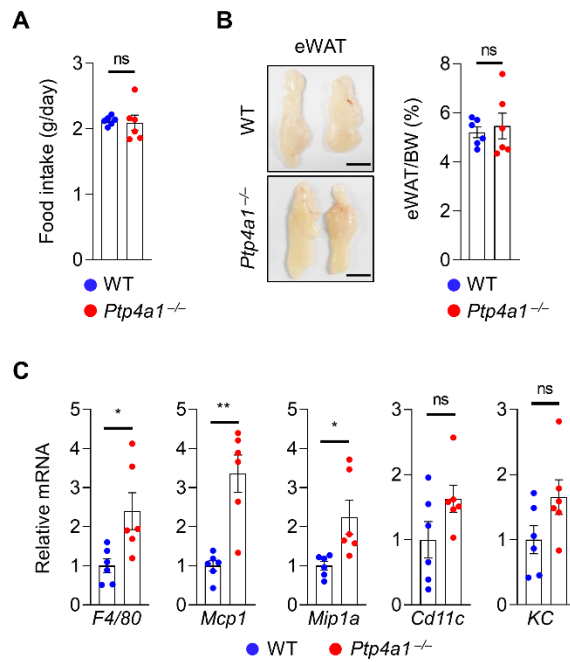 A
ns
Food intake (g/day)
3
2
1
0
WT
Ptp4a1⁻/⁻
B
eWAT
WT
Ptp4a1⁻/⁻
ns
eWAT/BW (%)
8
6
4
2
0
WT
Ptp4a1⁻/⁻
C
Relative mRNA
5
4
3
2
1
0
*
F4/80
5
4
3
2
1
0
**
Mcp1
5
4
3
2
1
0
*
Mip1a
3
2
1
0
ns
Cd11c
3
2
1
0
ns
KC
WT
Ptp4a1⁻/⁻